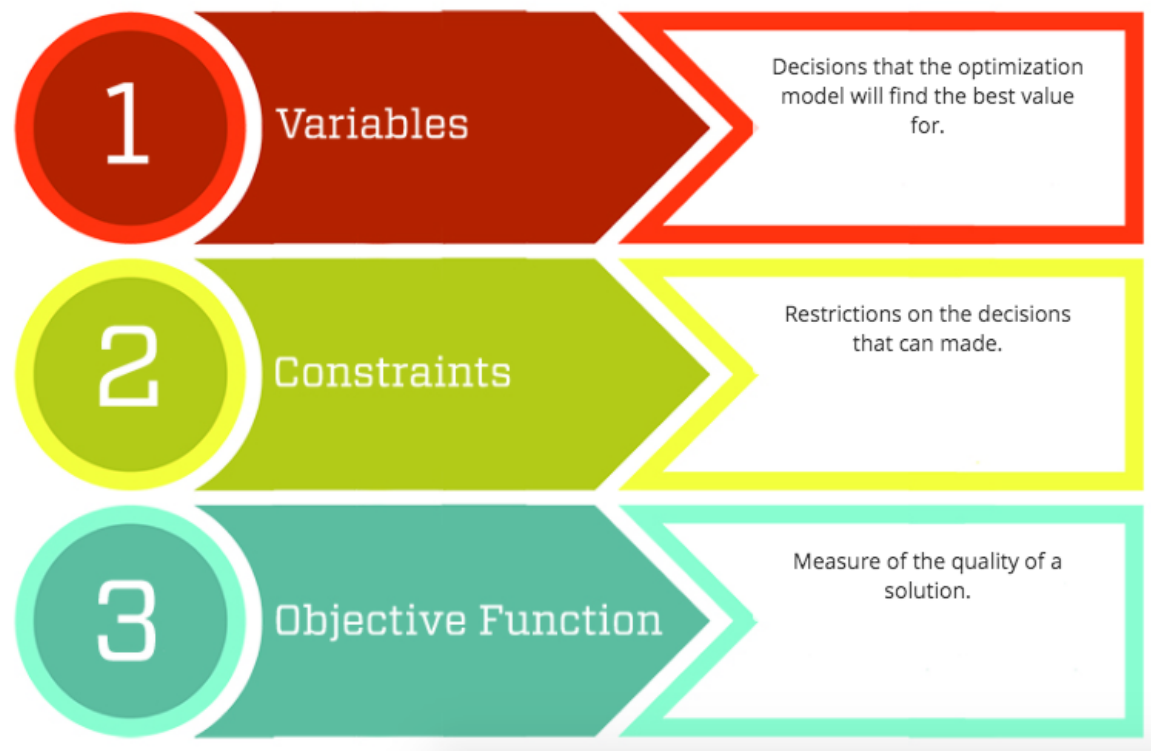 1
Variables
Decisions that the optimization
model will find the best value
for.
2
Constraints
Restrictions on the decisions
that can made.
3
Objective Function
Measure of the quality of a
solution.